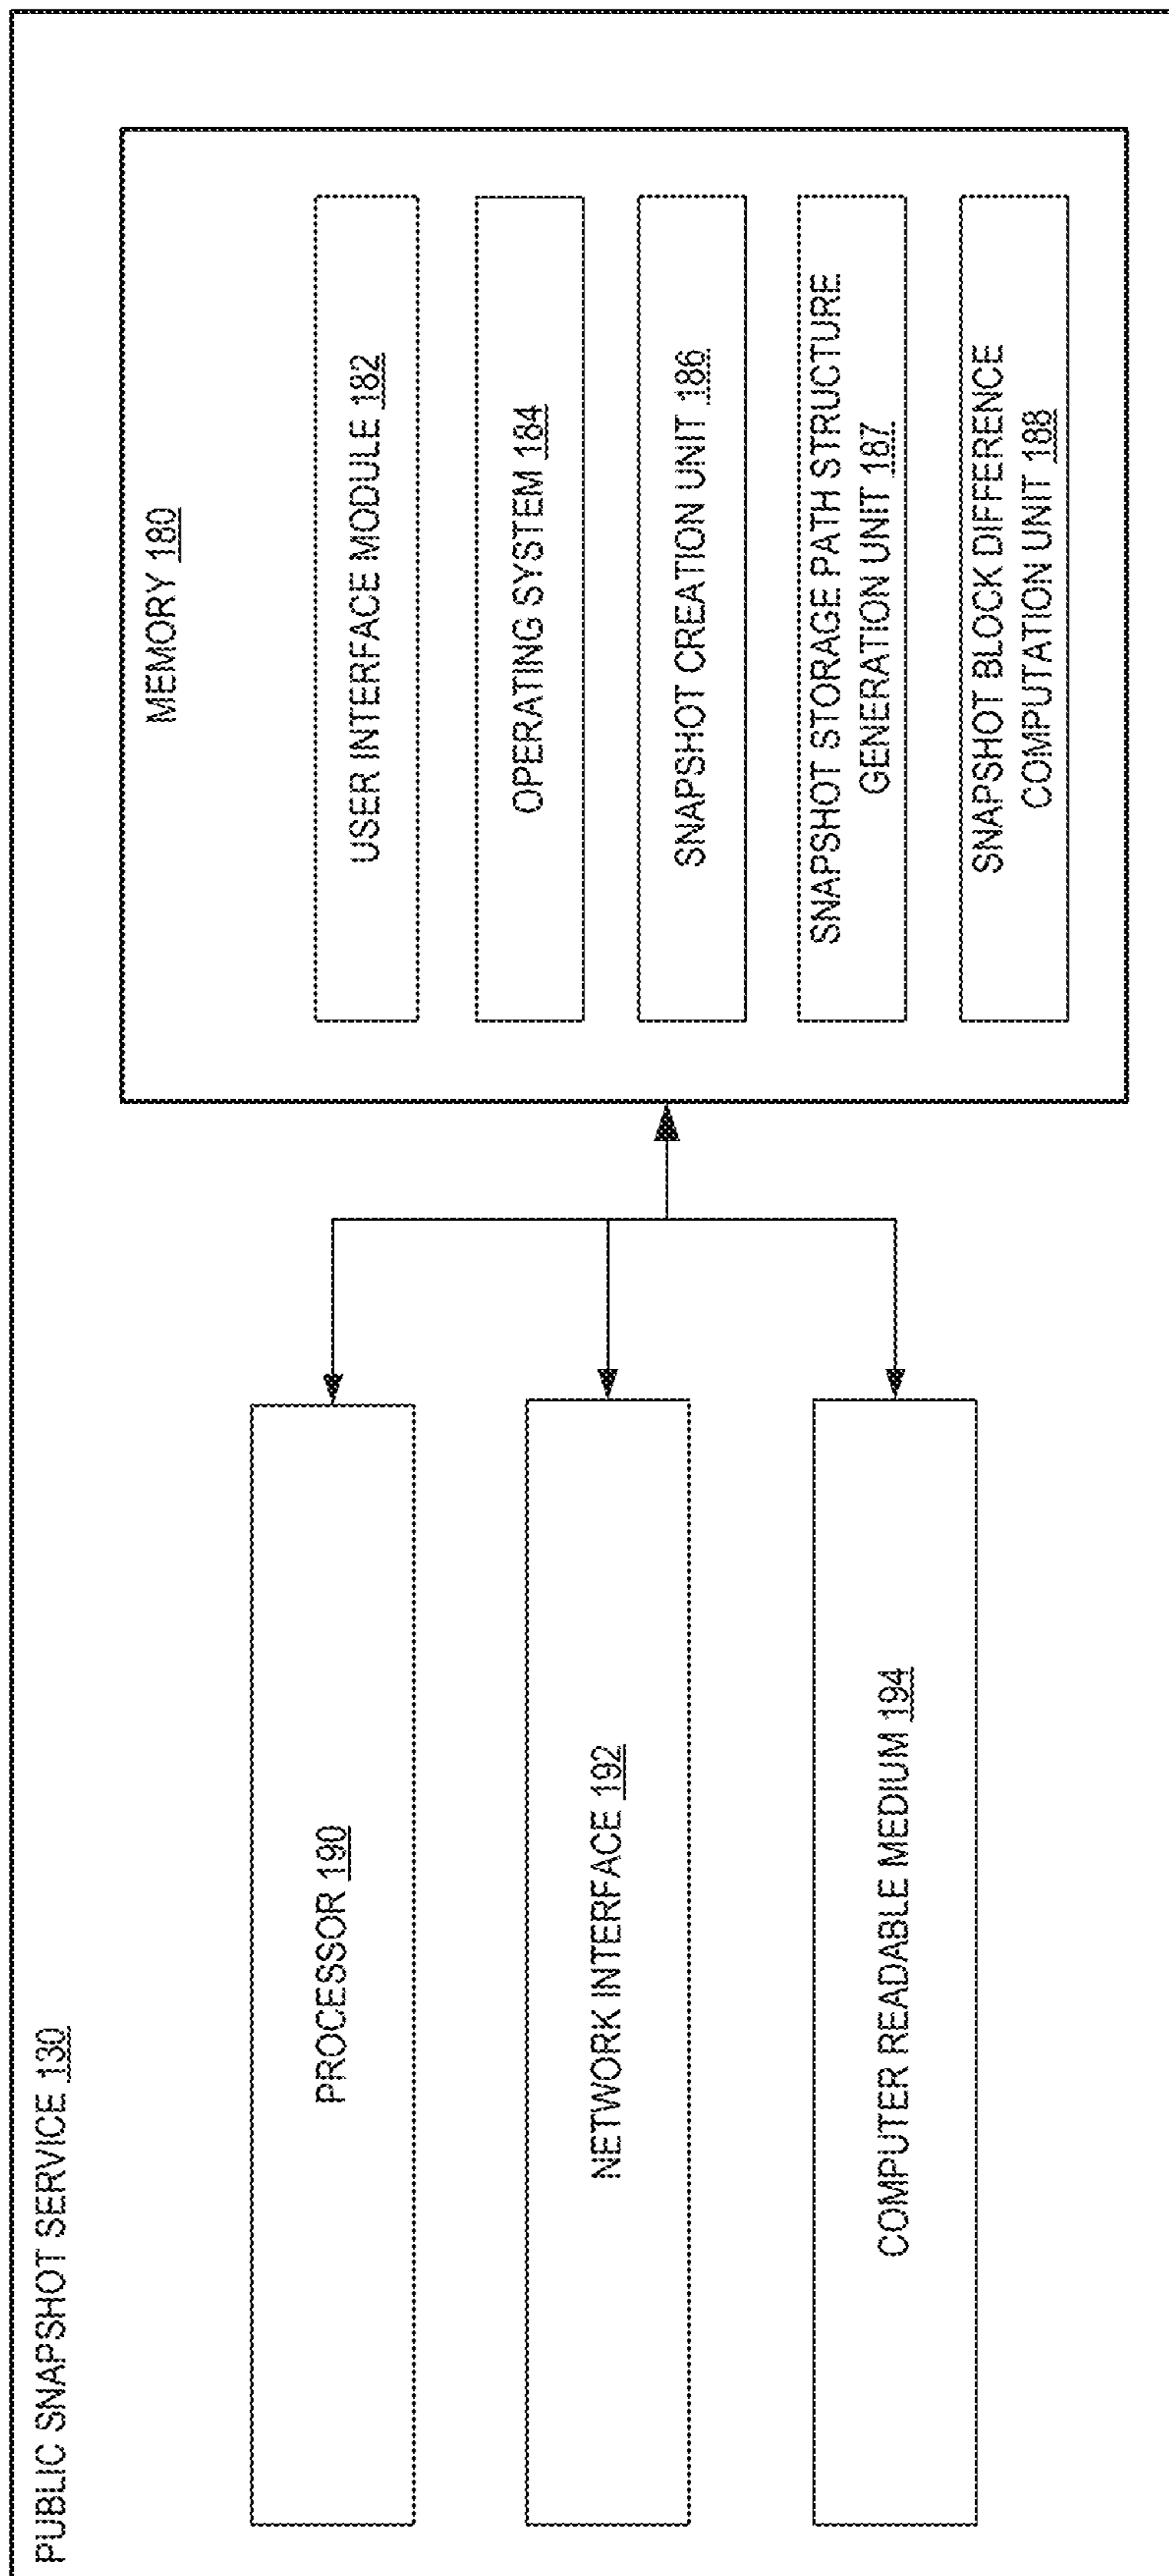 PUBLIC SNAPSHOT SERVICE 130
PROCESSOR 190
NETWORK INTERFACE 192
COMPUTER READABLE MEDIUM 194
MEMORY 180
USER INTERFACE MODULE 182
OPERATING SYSTEM 184
SNAPSHOT CREATION UNIT 186
SNAPSHOT STORAGE PATH STRUCTURE
GENERATION UNIT 187
SNAPSHOT BLOCK DIFFERENCE
COMPUTATION UNIT 188